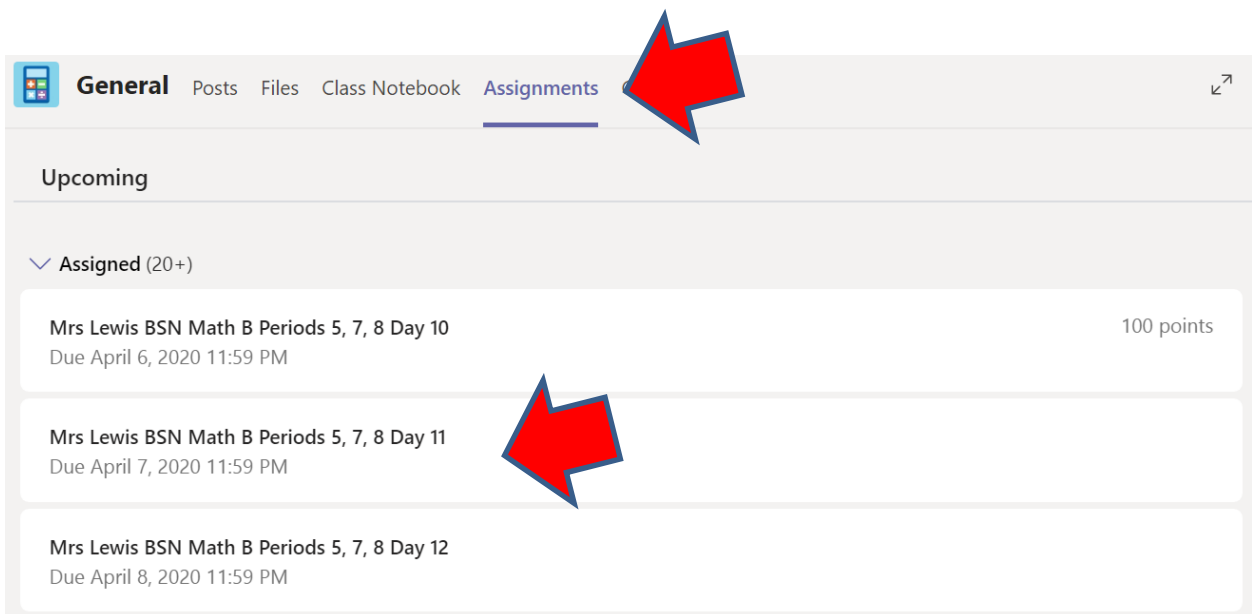 General Posts Files Class Notebook Assignments
Upcoming
Assigned (20+)
Mrs Lewis BSN Math B Periods 5, 7, 8 Day 10 100 points
Due April 6, 2020 11:59 PM
Mrs Lewis BSN Math B Periods 5, 7, 8 Day 11
Due April 7, 2020 11:59 PM
Mrs Lewis BSN Math B Periods 5, 7, 8 Day 12
Due April 8, 2020 11:59 PM